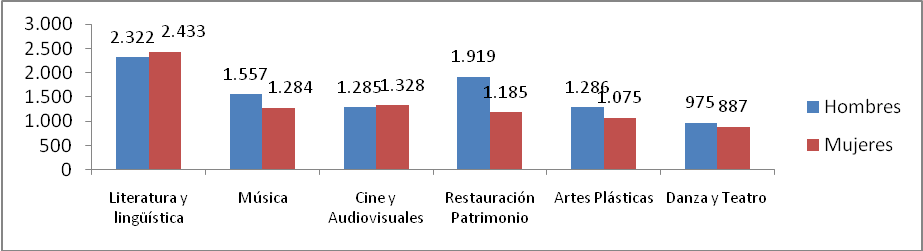 3.000
2.500
2.000
1.500
1.000
500
0
2.322 2.433
1.557 1.284
1.285 1.328
1.919 1.185
1.286 1.075
975 887
Literatura y
lingüística
Música
Cine y
Audiovisuales
Restauración
Patrimonio
Artes Plásticas
Danza y Teatro
Hombres
Mujeres